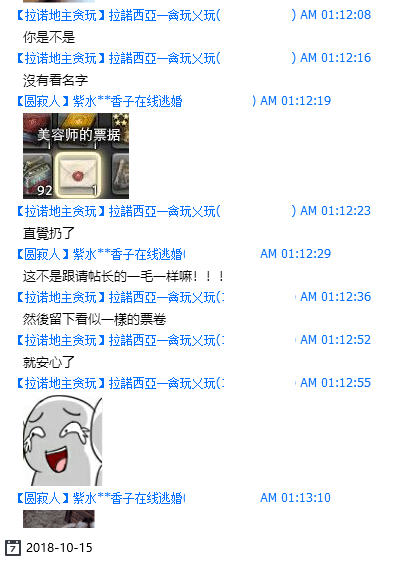 【拉诺地主贪玩】拉諾西亞一貪玩乂玩( ) AM 01:12:08
你是不是
【拉诺地主贪玩】拉諾西亞一貪玩乂玩( ) AM 01:12:16
沒有看名字
【圆寂人】紫水**香子在线逃婚 ) AM 01:12:19
美容师的票据
1 1
92 1
【拉诺地主贪玩】拉諾西亞一貪玩乂玩( ) AM 01:12:23
直覺扔了
【圆寂人】紫水**香子在线逃婚( AM 01:12:29
这不是跟请帖长的一毛一样嘛！！！
【拉诺地主贪玩】拉諾西亞一貪玩乂玩( ) AM 01:12:36
然後留下看似一樣的票卷
【拉诺地主贪玩】拉諾西亞一貪玩乂玩( ) AM 01:12:52
就安心了
【拉诺地主贪玩】拉諾西亞一貪玩乂玩( ) AM 01:12:55
【圆寂人】紫水**香子在线逃婚( AM 01:13:10
7 2018-10-15